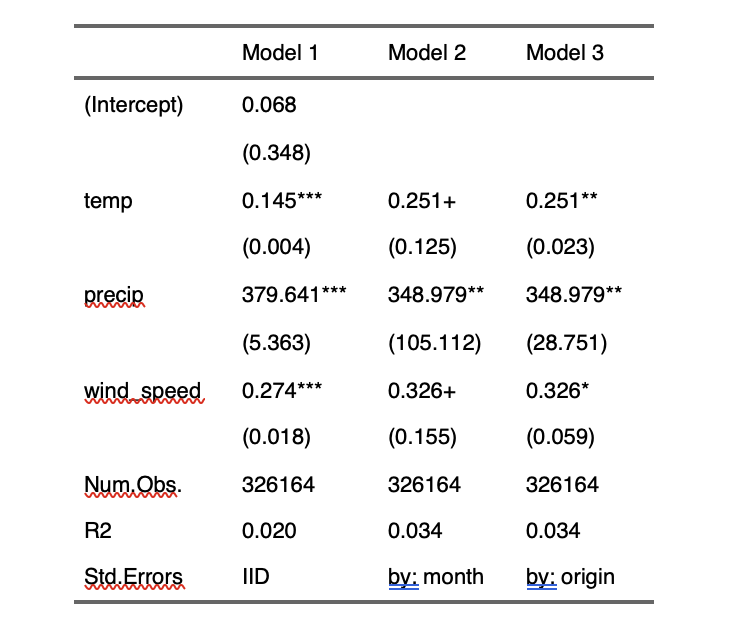 Model 1 Model 2 Model 3
(Intercept) 0.068
(0.348)
temp 0.145*** 0.251+ 0.251**
(0.004) (0.125) (0.023)
precip 379.641*** 348.979** 348.979**
(5.363) (105.112) (28.751)
wind_speed 0.274*** 0.326+ 0.326*
(0.018) (0.155) (0.059)
Num.Obs. 326164 326164 326164
R2 0.020 0.034 0.034
Std.Errors IID by: month by: origin